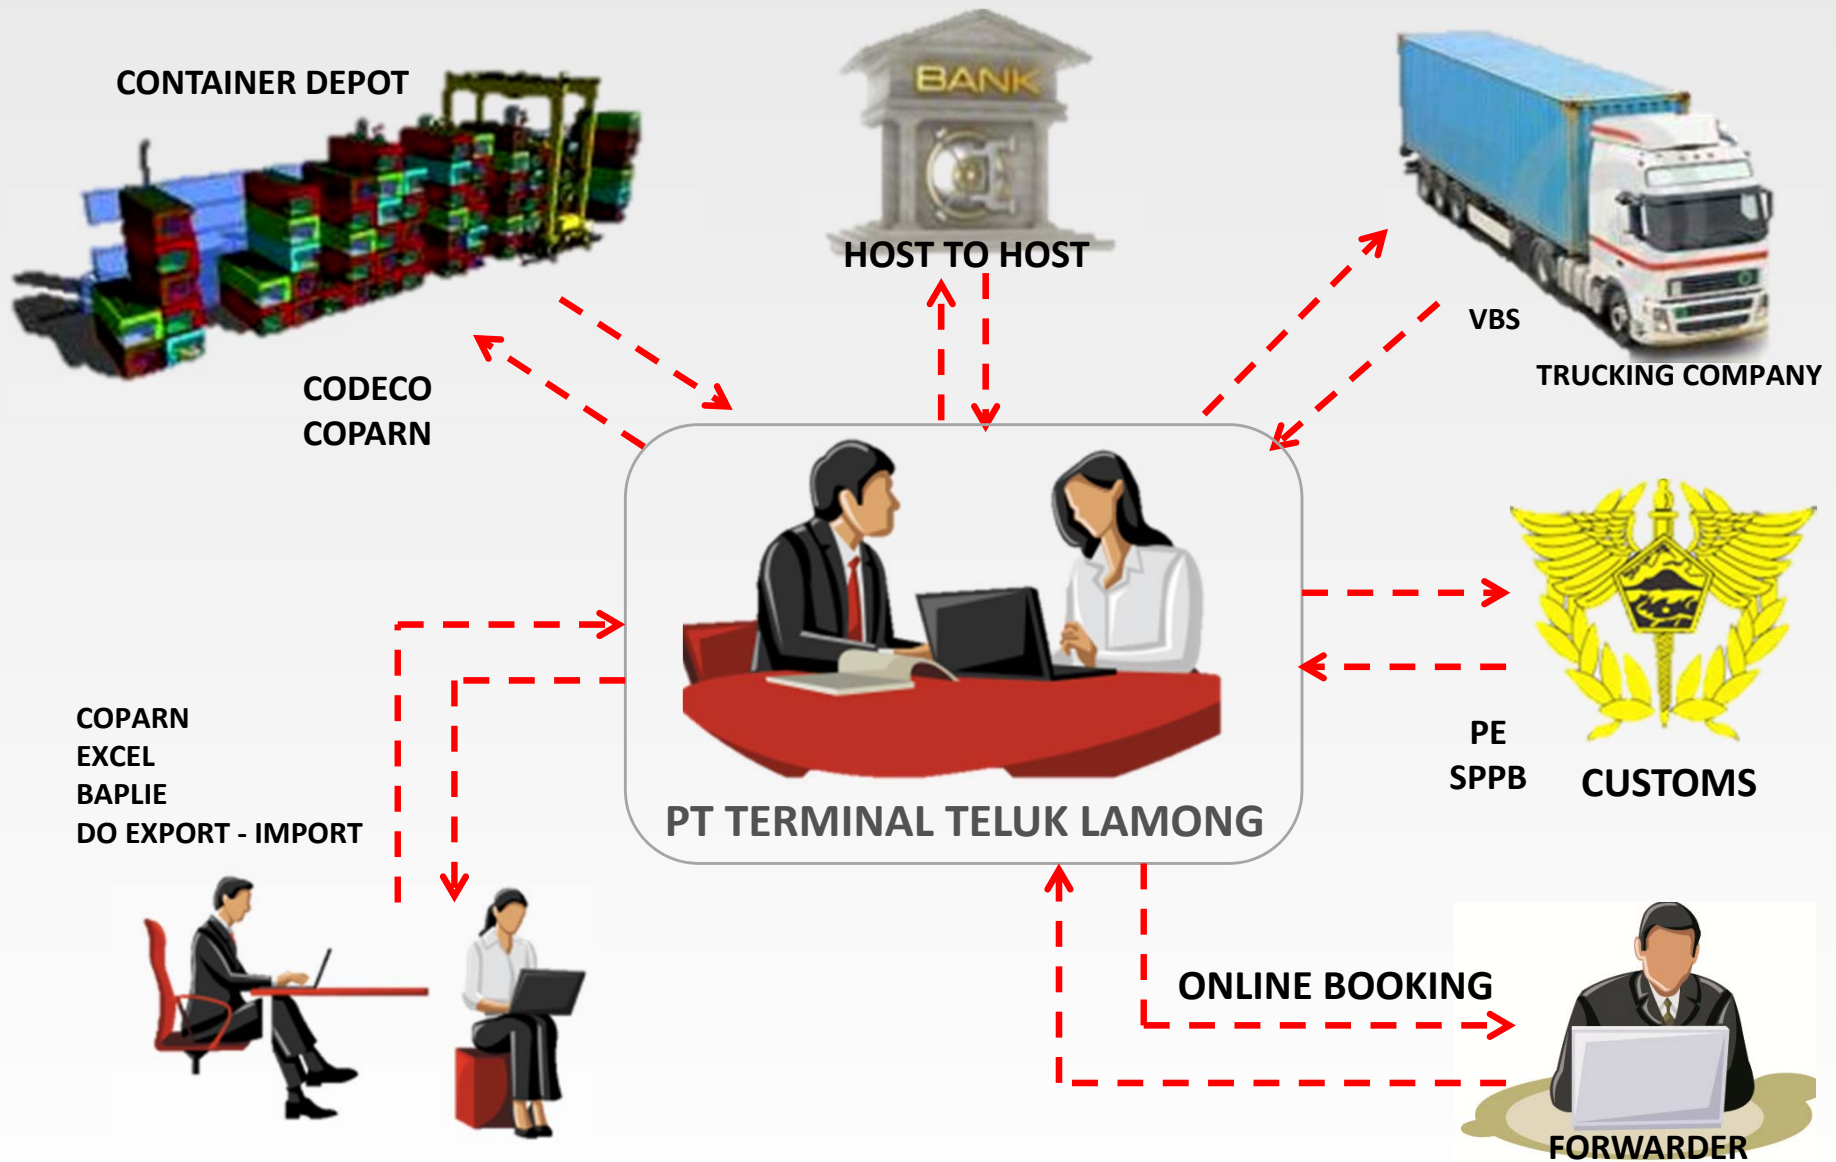 CONTAINER DEPOT
BANK
HOST TO HOST
VBS
TRUCKING COMPANY
CODECO
COPARN
PE
SPPB
CUSTOMS
COPARN
EXCEL
BAPLIE
DO EXPORT - IMPORT
PT TERMINAL TELUK LAMONG
ONLINE BOOKING
FORWARDER